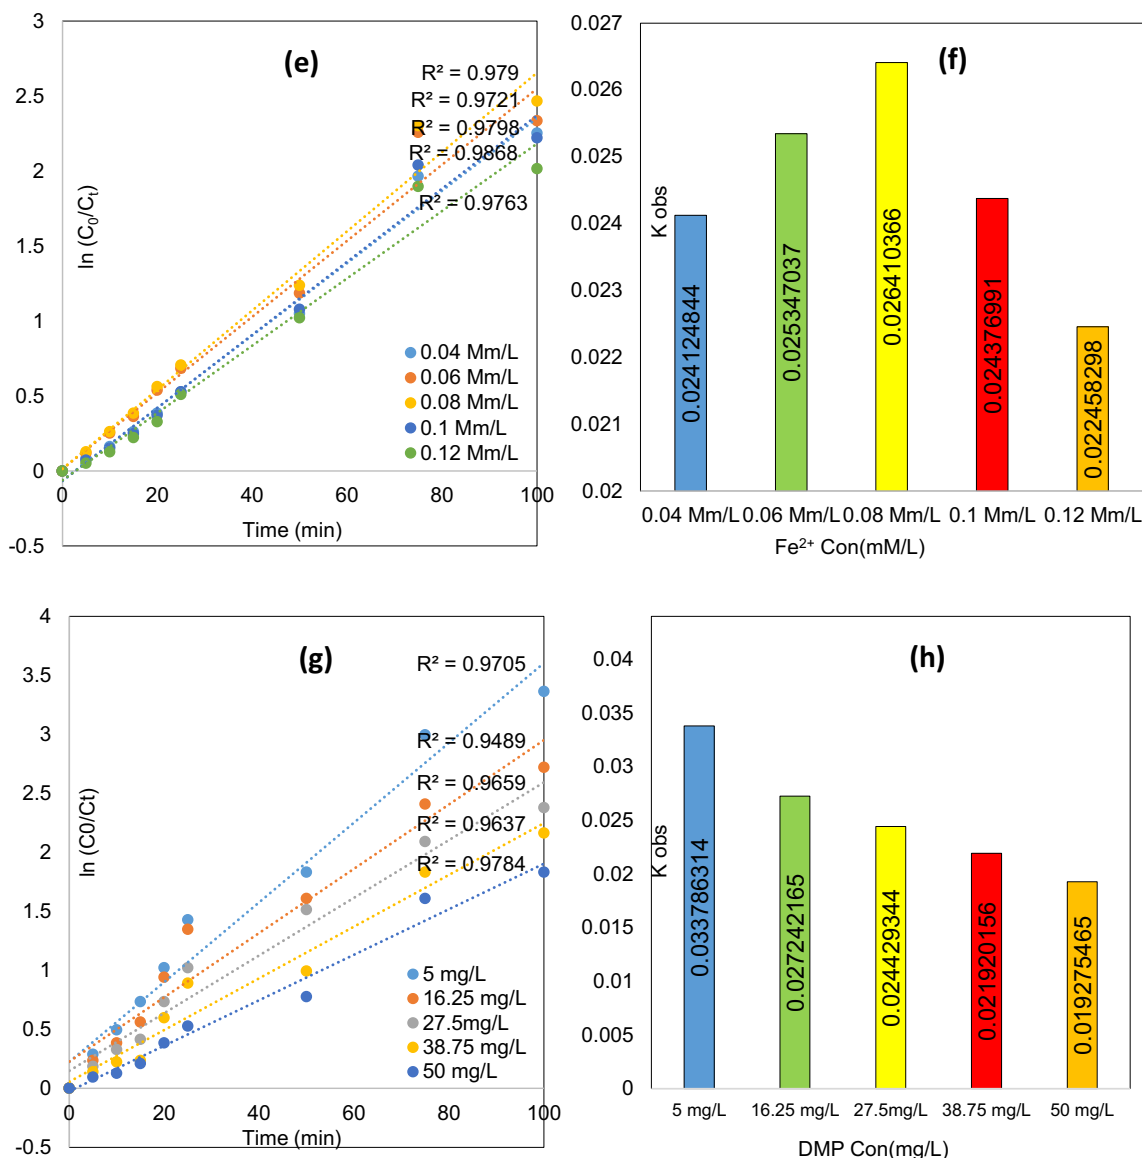 (e)
3
2.5
2
1.5
1
0.5
0
-0.5
ln (C₀/Cₜ)
R² = 0.979
R² = 0.9721
R² = 0.9798
R² = 0.9868
R² = 0.9763
0.04 Mm/L
0.06 Mm/L
0.08 Mm/L
0.1 Mm/L
0.12 Mm/L
0 20 40 60 80 100
Time (min)
(f)
0.027
0.026
0.025
0.024
0.023
0.022
0.021
0.02
K obs
0.024124844
0.025347037
0.026410366
0.024376991
0.022458298
0.04 Mm/L 0.06 Mm/L 0.08 Mm/L 0.1 Mm/L 0.12 Mm/L
Fe²⁺ Con(mM/L)
(g)
4
3.5
3
2.5
2
1.5
1
0.5
0
-0.5
ln (C0/Ct)
R² = 0.9705
R² = 0.9489
R² = 0.9659
R² = 0.9637
R² = 0.9784
5 mg/L
16.25 mg/L
27.5mg/L
38.75 mg/L
50 mg/L
0 20 40 60 80 100
Time (min)
(h)
0.04
0.035
0.03
0.025
0.02
0.015
0.01
0.005
0
K obs
0.033786314
0.027242165
0.024429344
0.021920156
0.019275465
5 mg/L 16.25 mg/L 27.5mg/L 38.75 mg/L 50 mg/L
DMP Con(mg/L)